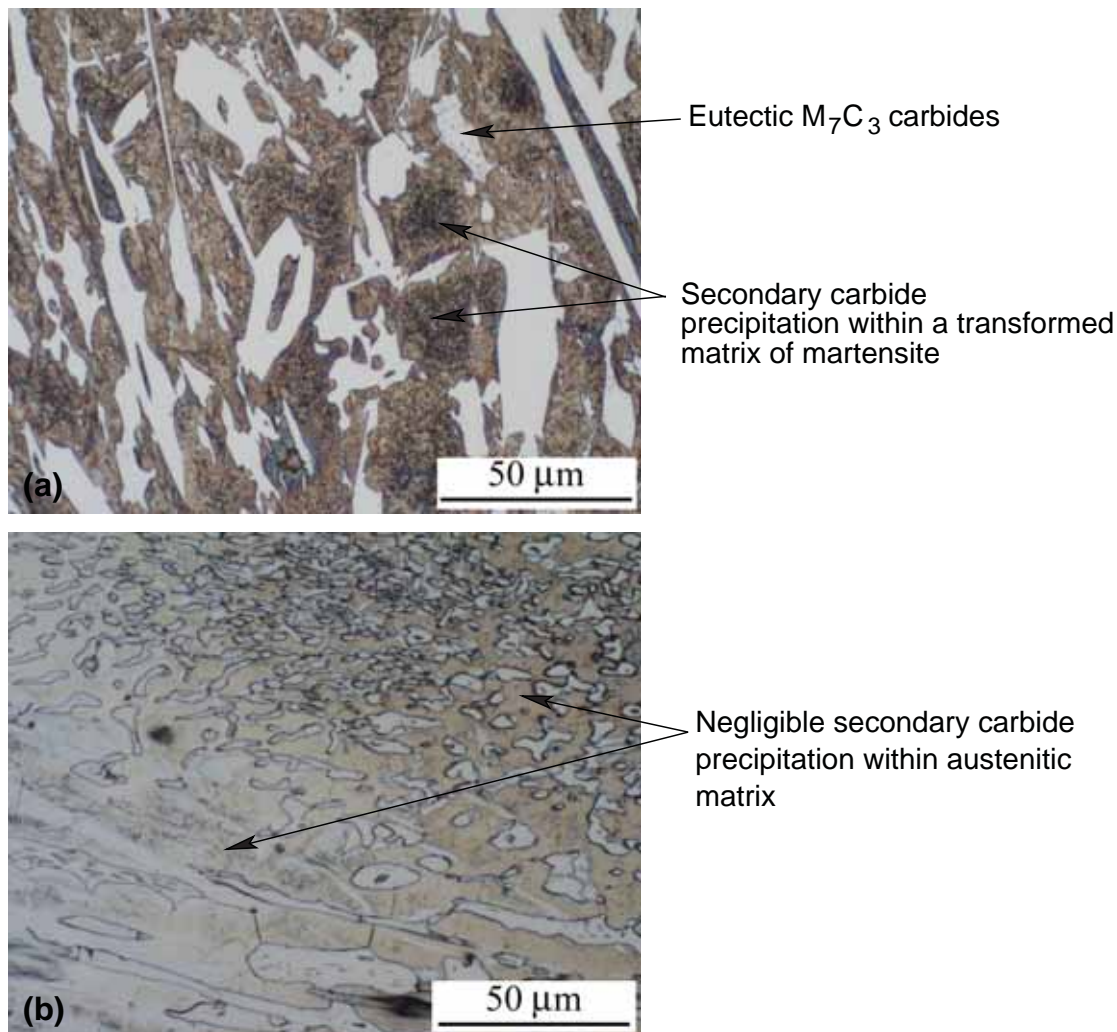 Eutectic M₇C₃ carbides
Secondary carbide
precipitation within a transformed
matrix of martensite
(a)
50 µm
Negligible secondary carbide
precipitation within austenitic
matrix
(b)
50 µm